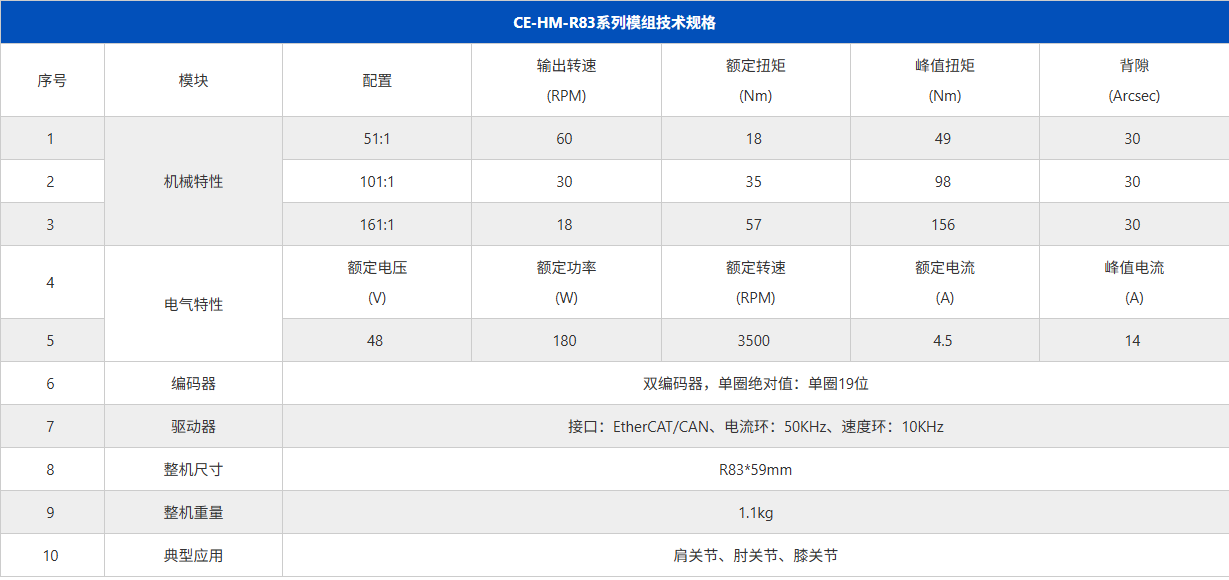 CE-HM-R83系列模组技术规格
序号 模块 配置 输出转速 (RPM) 额定扭矩 (Nm) 峰值扭矩 (Nm) 背隙 (Arcsec)
1 机械特性 51:1 60 18 49 30
2 101:1 30 35 98 30
3 161:1 18 57 156 30
4 电气特性 额定电压 (V) 额定功率 (W) 额定转速 (RPM) 额定电流 (A) 峰值电流 (A)
5 48 180 3500 4.5 14
6 编码器 双编码器，单圈绝对值：单圈19位
7 驱动器 接口：EtherCAT/CAN、电流环：50KHz、速度环：10KHz
8 整机尺寸 R83*59mm
9 整机重量 1.1kg
10 典型应用 肩关节、肘关节、膝关节